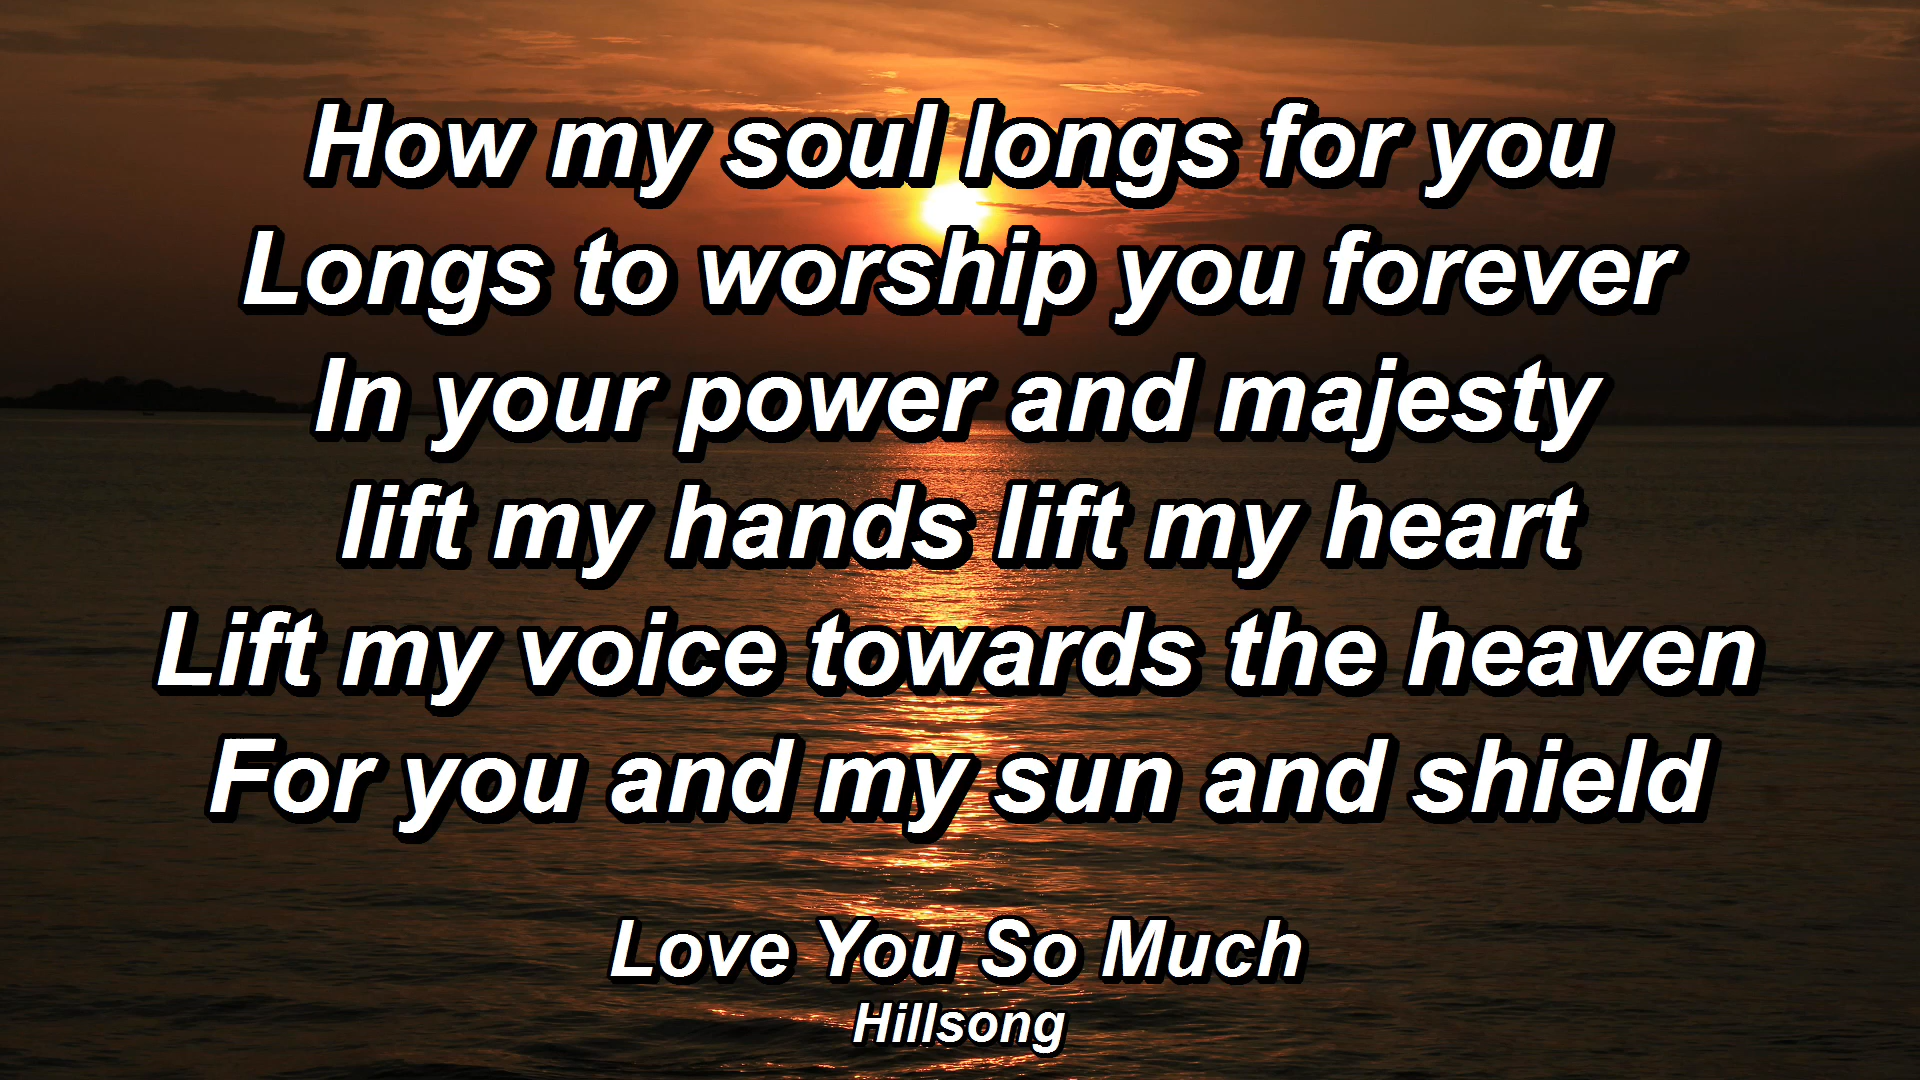 How my soul longs for you
Longs to worship you forever
In your power and majesty
lift my hands lift my heart
Lift my voice towards the heaven
For you and my sun and shield
Love You So Much
Hillsong